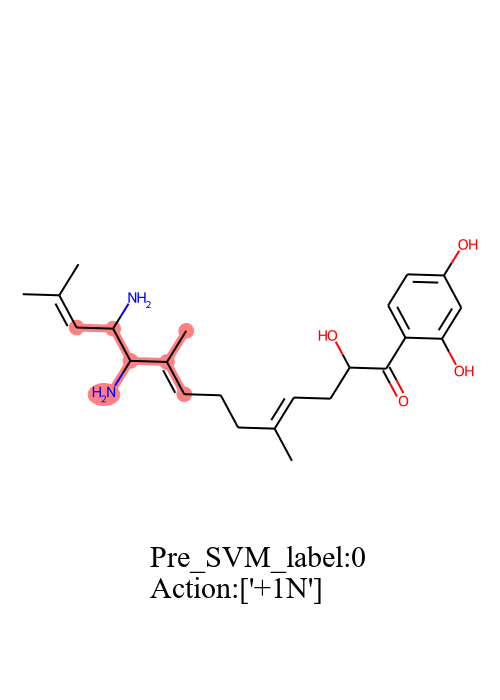 OH
NH2
HO
H2N
OH
O
Pre_SVM_label:0
Action:['+1N']